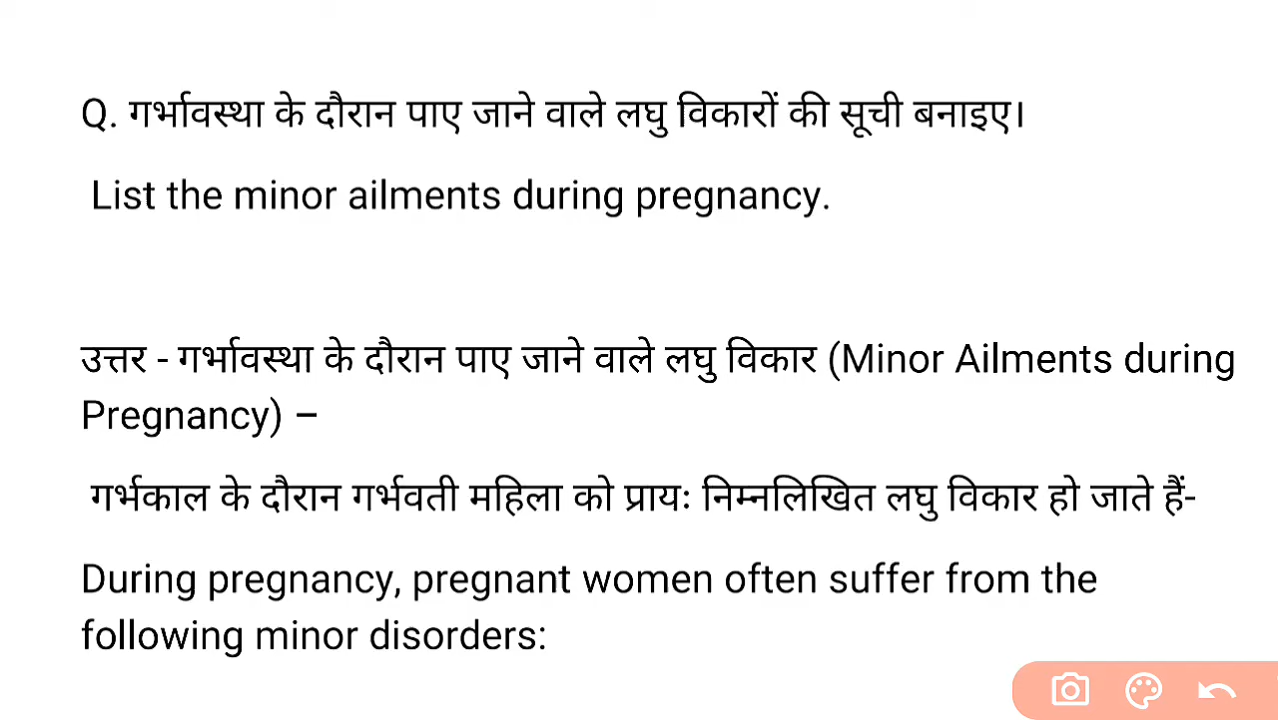 Q. गर्भावस्था के दौरान पाए जाने वाले लघु विकारों की सूची बनाइए।
List the minor ailments during pregnancy.
उत्तर - गर्भावस्था के दौरान पाए जाने वाले लघु विकार (Minor Ailments during
Pregnancy) –
गर्भकाल के दौरान गर्भवती महिला को प्रायः निम्नलिखित लघु विकार हो जाते हैं-
During pregnancy, pregnant women often suffer from the
following minor disorders: